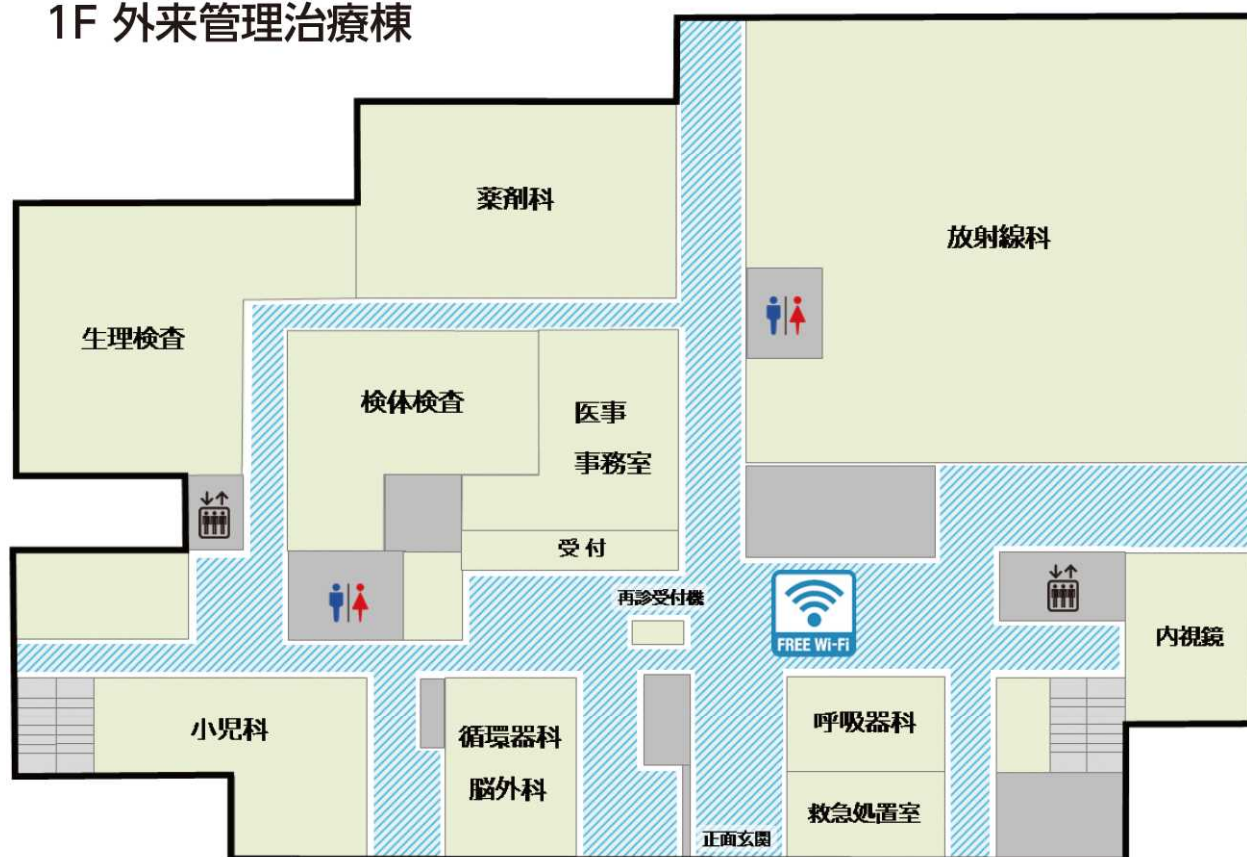 1F 外来管理治療棟
薬剤科
放射線科
生理検査
検体検査
医事
事務室
受付
再診受付機
FREE Wi-Fi
内視鏡
小児科
循環器科
脳外科
呼吸器科
救急処置室
正面玄関